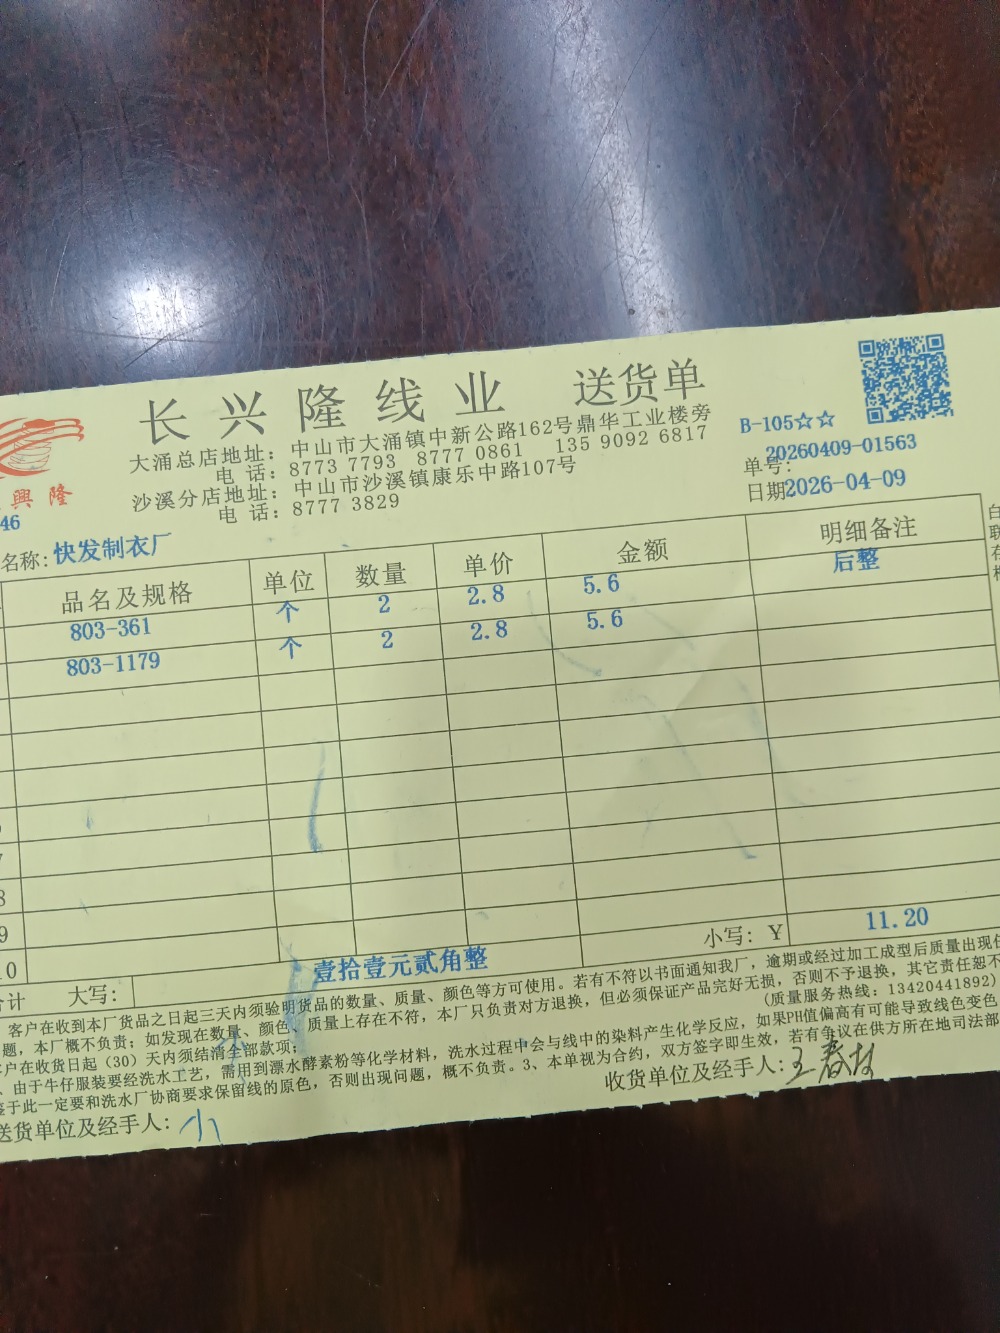 長興隆
46
长兴隆线业 送货单
大涌总店地址：中山市大涌镇中新公路162号鼎华工业楼旁
电 话：8773 7793 8777 0861 135 9092 6817
沙溪分店地址：中山市沙溪镇康乐中路107号
电 话：8777 3829
B-105☆☆
单号：20260409-01563
日期2026-04-09
名称：快发制衣厂
品名及规格 单位 数量 单价 金额 明细备注
803-361 个 2 2.8 5.6 后整
803-1179 个 2 2.8 5.6
7
8
9
10
合计 大写：壹拾壹元贰角整 小写：Y 11.20
客户在收到本厂货品之日起三天内须验明货品的数量、质量、颜色等方可使用。若有不符以书面通知我厂，逾期或经过加工成型后质量出现任
题，本厂概不负责；如发现在数量、颜色、质量上存在不符，本厂只负责对方退换，但必须保证产品完好无损，否则不予退换，其它责任恕不
客户在收货日起（30）天内须结清全部款项； (质量服务热线：13420441892)
、由于牛仔服装要经洗水工艺，需用到漂水酵素粉等化学材料，洗水过程中会与线中的染料产生化学反应，如果PH值偏高有可能导致线色变色
鉴于此一定要和洗水厂协商要求保留线的原色，否则出现问题，概不负责。3、本单视为合约，双方签字即生效，若有争议在供方所在地司法部
送货单位及经手人：小 收货单位及经手人：王春枝
白
联
存